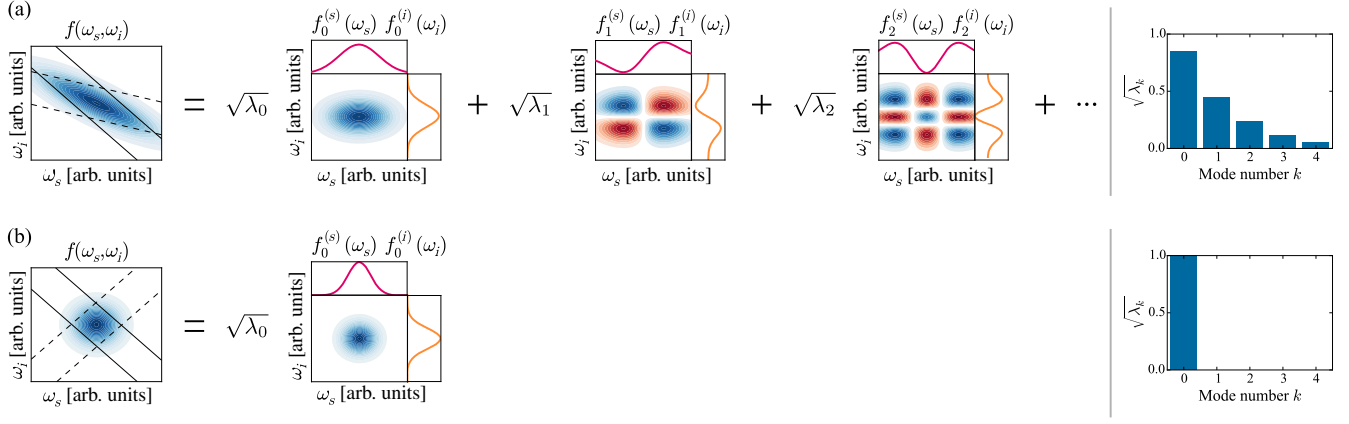 (a)
f(ω_s,ω_i)
ω_i [arb. units]
ω_s [arb. units]
=
√λ_0
f_0^{(s)}(ω_s) f_0^{(i)}(ω_i)
ω_i [arb. units]
ω_s [arb. units]
+
√λ_1
f_1^{(s)}(ω_s) f_1^{(i)}(ω_i)
ω_i [arb. units]
ω_s [arb. units]
+
√λ_2
f_2^{(s)}(ω_s) f_2^{(i)}(ω_i)
ω_i [arb. units]
ω_s [arb. units]
+ ···
√λ_k
1.0
0.5
0.0
0 1 2 3 4
Mode number k
(b)
f(ω_s,ω_i)
ω_i [arb. units]
ω_s [arb. units]
=
√λ_0
f_0^{(s)}(ω_s) f_0^{(i)}(ω_i)
ω_i [arb. units]
ω_s [arb. units]
√λ_k
1.0
0.5
0.0
0 1 2 3 4
Mode number k